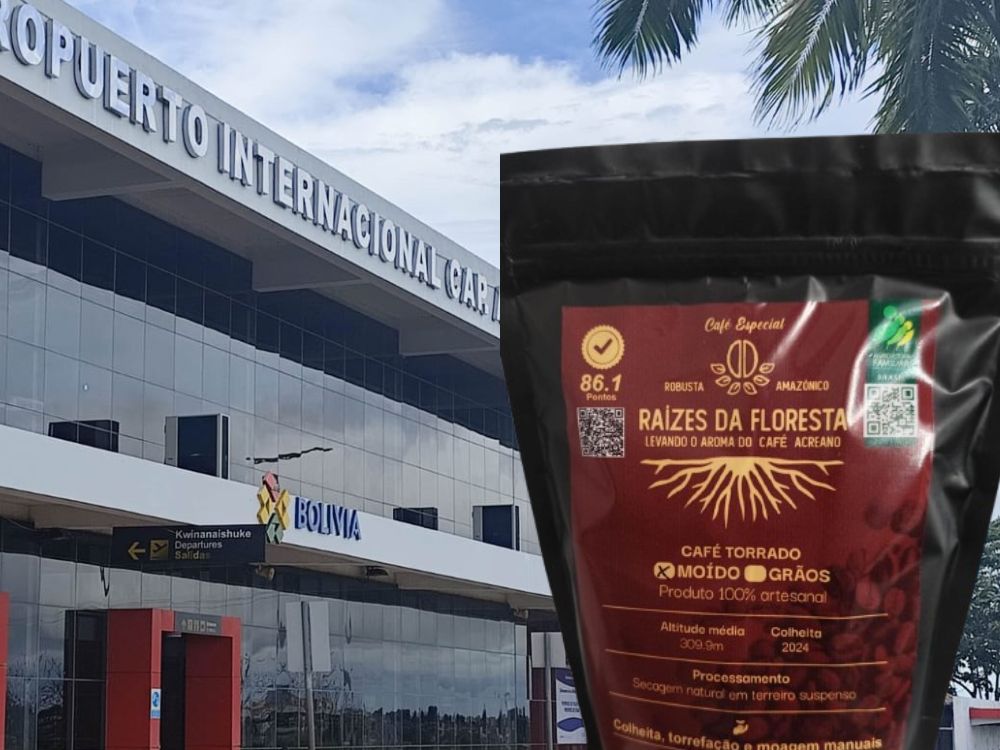 ROPUERTO INTERNACIONAL CAP. A
BOLIVIA
Kwinanaishuke
Departures
Salidas
Café Especial
86.1
Pontos
ROBUSTA AMAZÔNICO
RAÍZES DA FLORESTA
LEVANDO O AROMA DO CAFÉ ACREANO
CAFÉ TORRADO
MOÍDO GRÃOS
Produto 100% artesanal
Altitude média Colheita
309.9m 2024
Processamento
Secagem natural em terreiro suspenso
Colheita, torrefação e moagem manuais